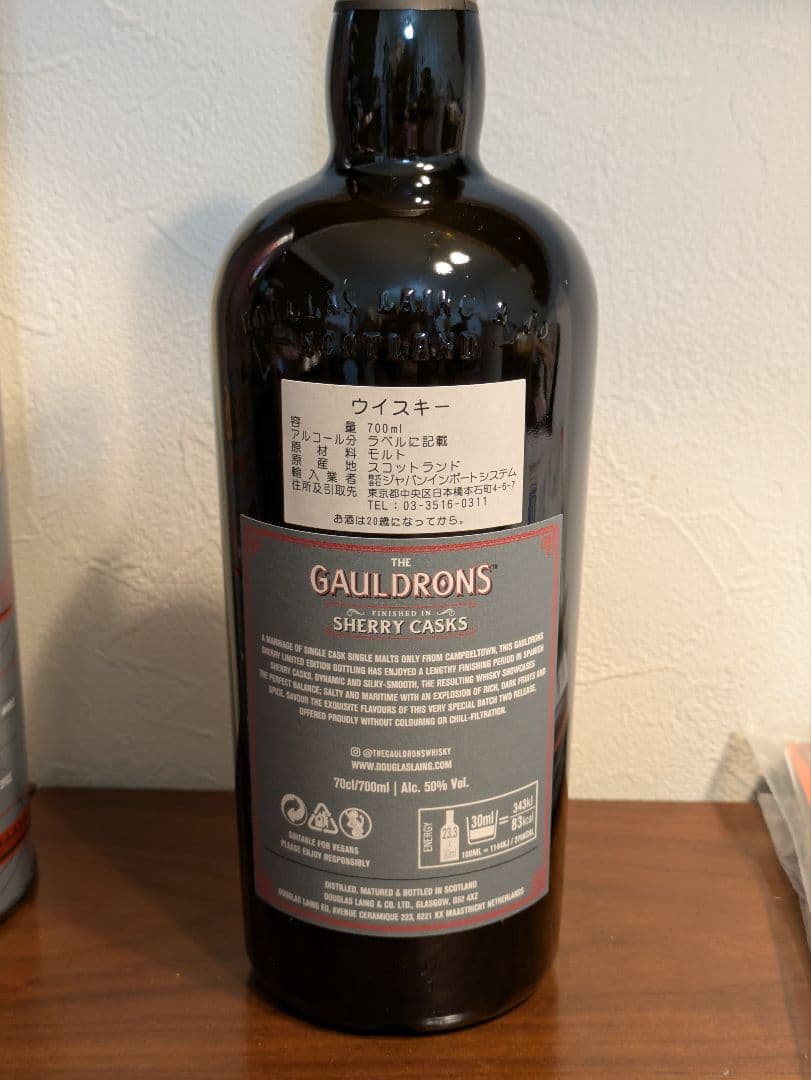 DOUGLAS LAING & CO
SCOTLAND
ウイスキー
容量 700ml
アルコール分 ラベルに記載
原材料 モルト
原産地 スコットランド
輸入業者 株式会社ジャパンインポートシステム
住所及引取先 東京都中央区日本橋本石町4-6-7
TEL：03-3516-0311
お酒は20歳になってから。
THE
GAULDRONS™
FINISHED IN
SHERRY CASKS
A MARRIAGE OF SINGLE CASK SINGLE MALTS ONLY FROM CAMPBELTOWN, THIS GAULDRONS
SHERRY LIMITED EDITION BOTTLING HAS ENJOYED A LENGTHY FINISHING PERIOD IN SPANISH
SHERRY CASKS. DYNAMIC AND SILKY-SMOOTH, THE RESULTING WHISKY SHOWCASES
THE PERFECT BALANCE; SALTY AND MARITIME WITH AN EXPLOSION OF RICH, DARK FRUITS AND
SPICE. SAVOUR THE EXQUISITE FLAVOURS OF THIS VERY SPECIAL BATCH TWO RELEASE,
OFFERED PROUDLY WITHOUT COLOURING OR CHILL-FILTRATION.
@THEGAULDRONSWHISKY
WWW.DOUGLASLAING.COM
70cl/700ml | Alc. 50% Vol.
SUITABLE FOR VEGANS
PLEASE ENJOY RESPONSIBLY
ENERGY
23.3
30ml
=
343kJ
83kcal
100ML = 1144KJ /
DISTILLED, MATURED & BOTTLED IN SCOTLAND
DOUGLAS LAING & CO. LTD., GLASGOW, G52 4XZ
DOUGLAS LAING EU, AVENUE CERAMIQUE 223, 6221 KX MAASTRICHT NETHERLANDS